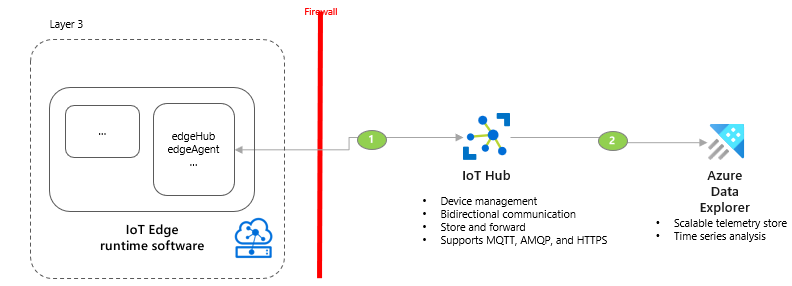 Layer 3
Firewall
...
edgeHub
edgeAgent
...
IoT Edge
runtime software
1
IoT Hub
• Device management
• Bidirectional communication
• Store and forward
• Supports MQTT, AMQP, and HTTPS
2
Azure
Data
Explorer
• Scalable telemetry store
• Time series analysis